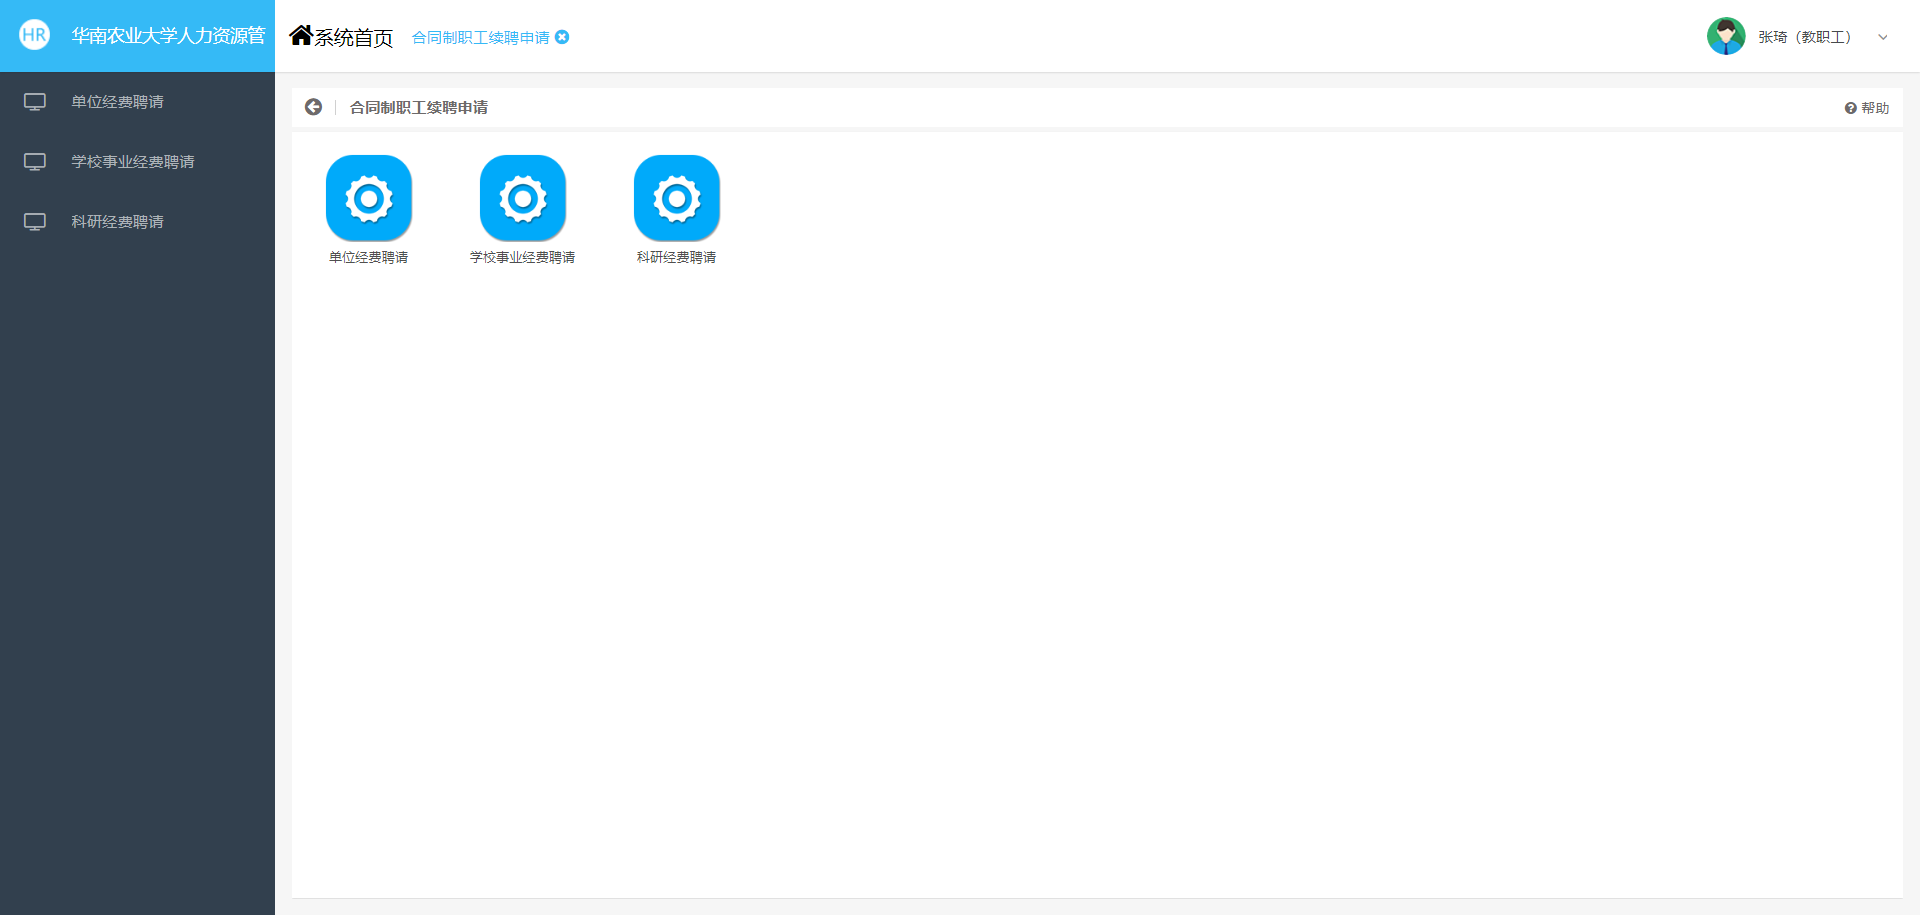 HR 华南农业大学人力资源管
系统首页 合同制职工续聘申请
张琦（教职工）
单位经费聘请
学校事业经费聘请
科研经费聘请
合同制职工续聘申请
帮助
单位经费聘请
学校事业经费聘请
科研经费聘请